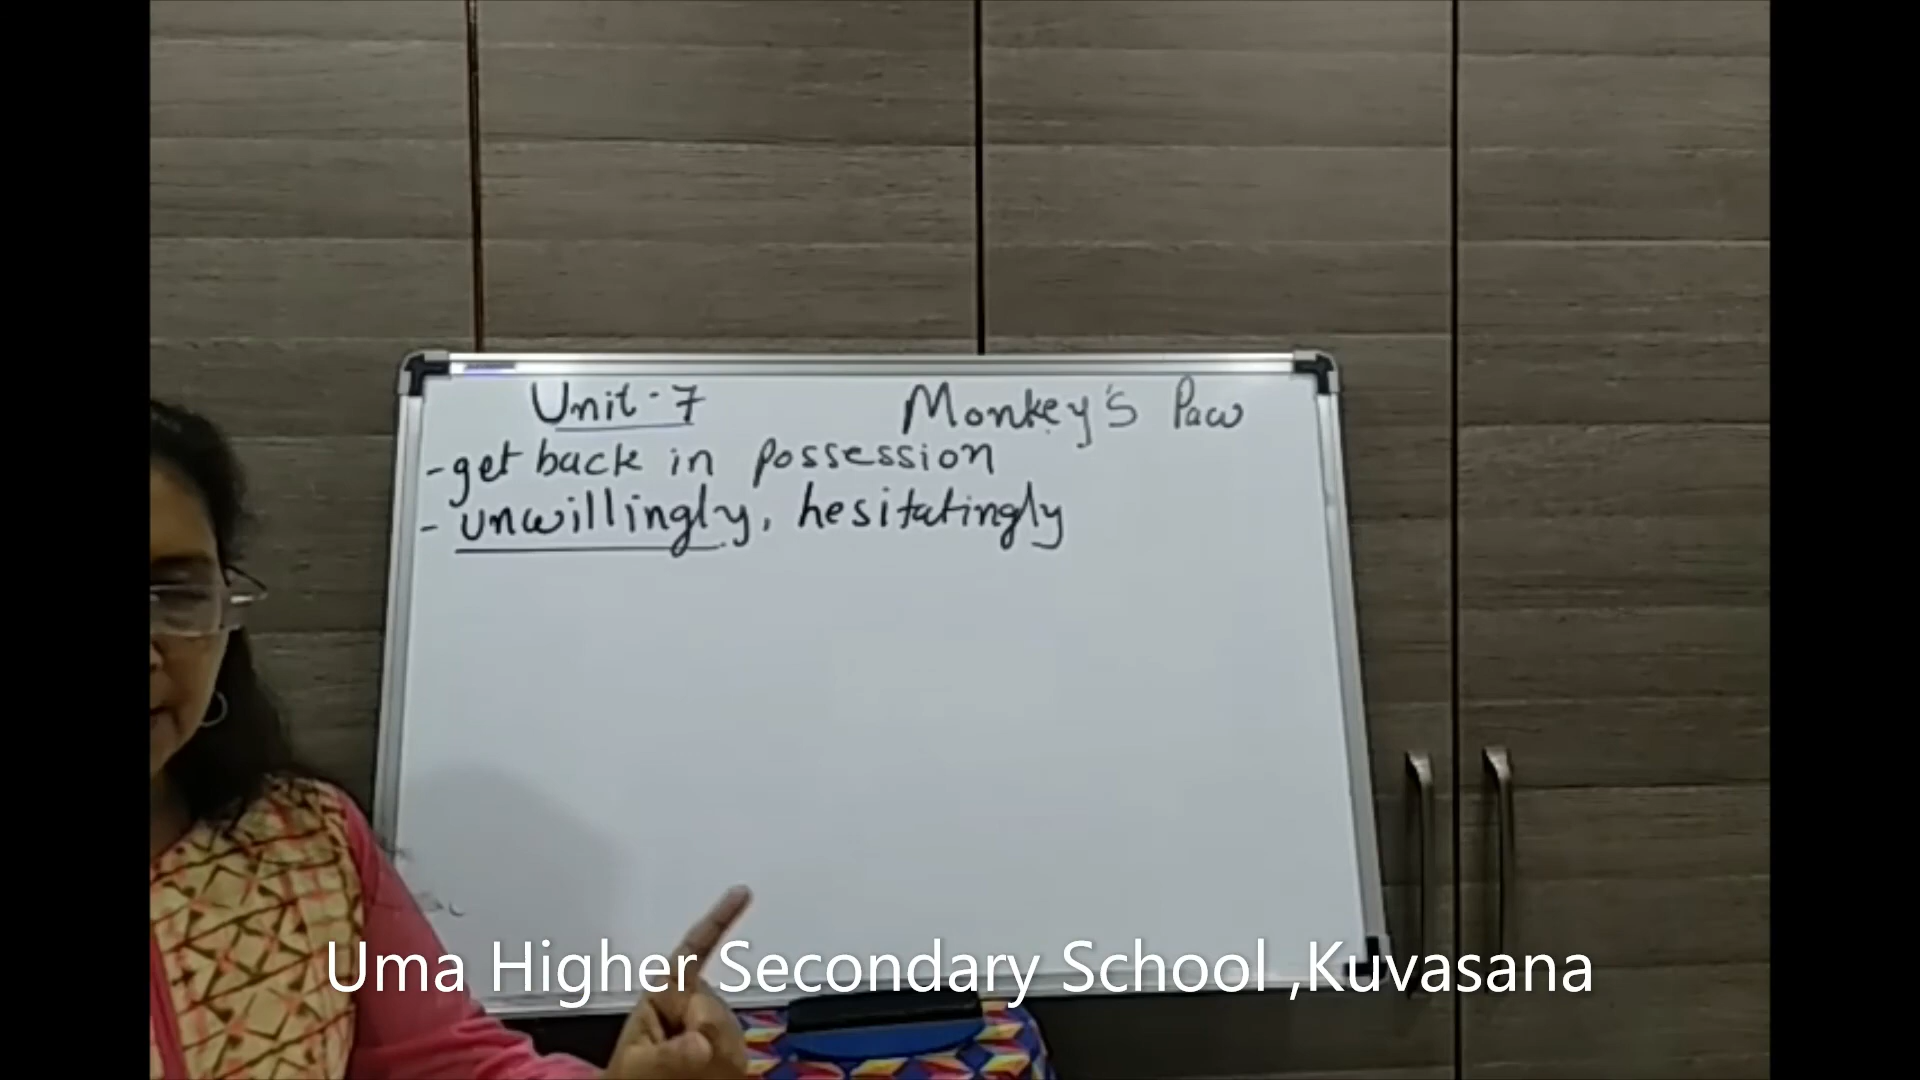 Unit - 7 Monkey's Paw
- get back in possession
- unwillingly, hesitatingly
Uma Higher Secondary School ,Kuvasana